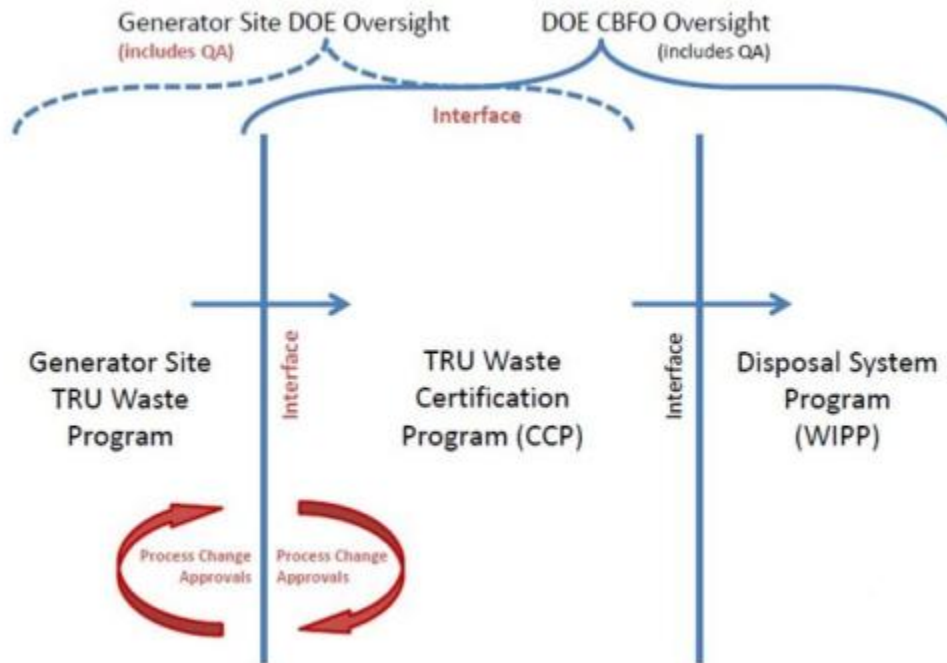 Generator Site DOE Oversight
(includes QA)
DOE CBFO Oversight
(includes QA)
Interface
Generator Site
TRU Waste
Program
Interface
TRU Waste
Certification
Program (CCP)
Interface
Disposal System
Program
(WIPP)
Process Change
Approvals
Process Change
Approvals